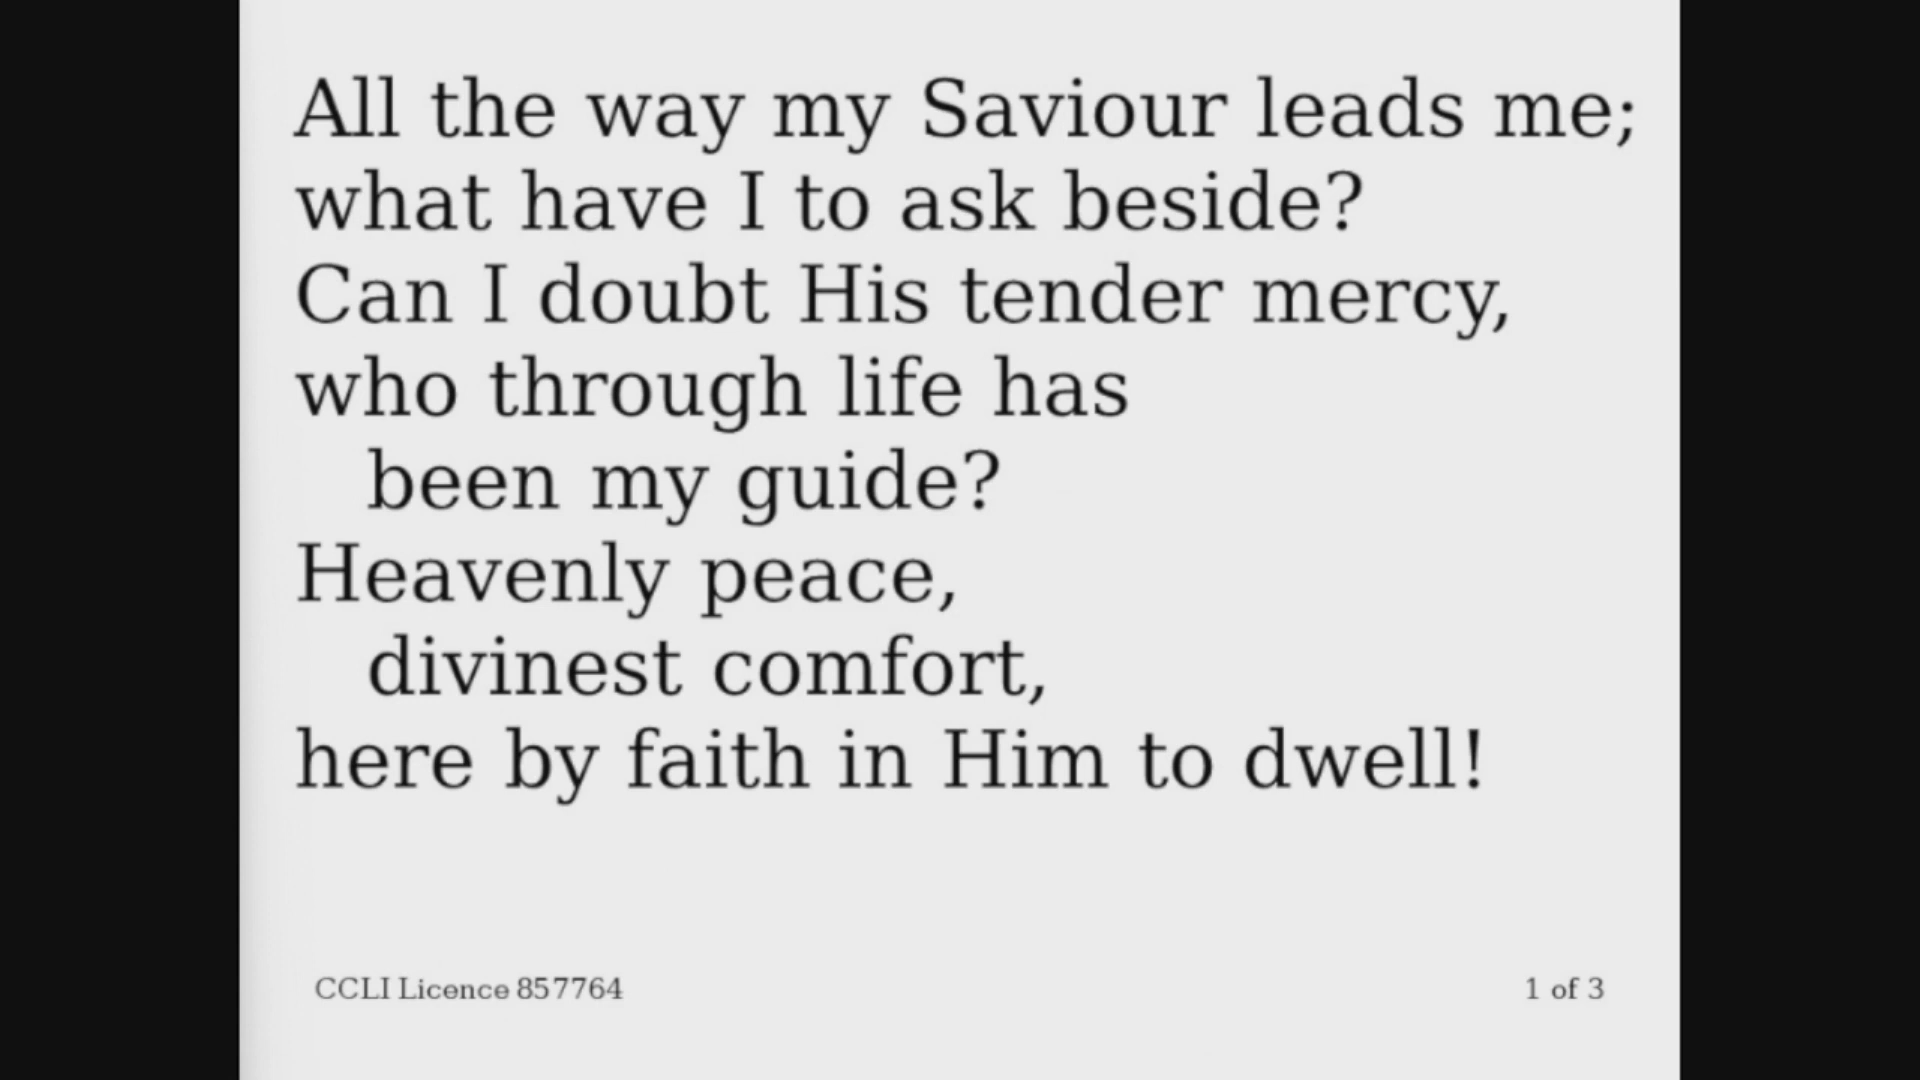 All the way my Saviour leads me;
what have I to ask beside?
Can I doubt His tender mercy,
who through life has
been my guide?
Heavenly peace,
divinest comfort,
here by faith in Him to dwell!
CCLI Licence 857764
1 of 3